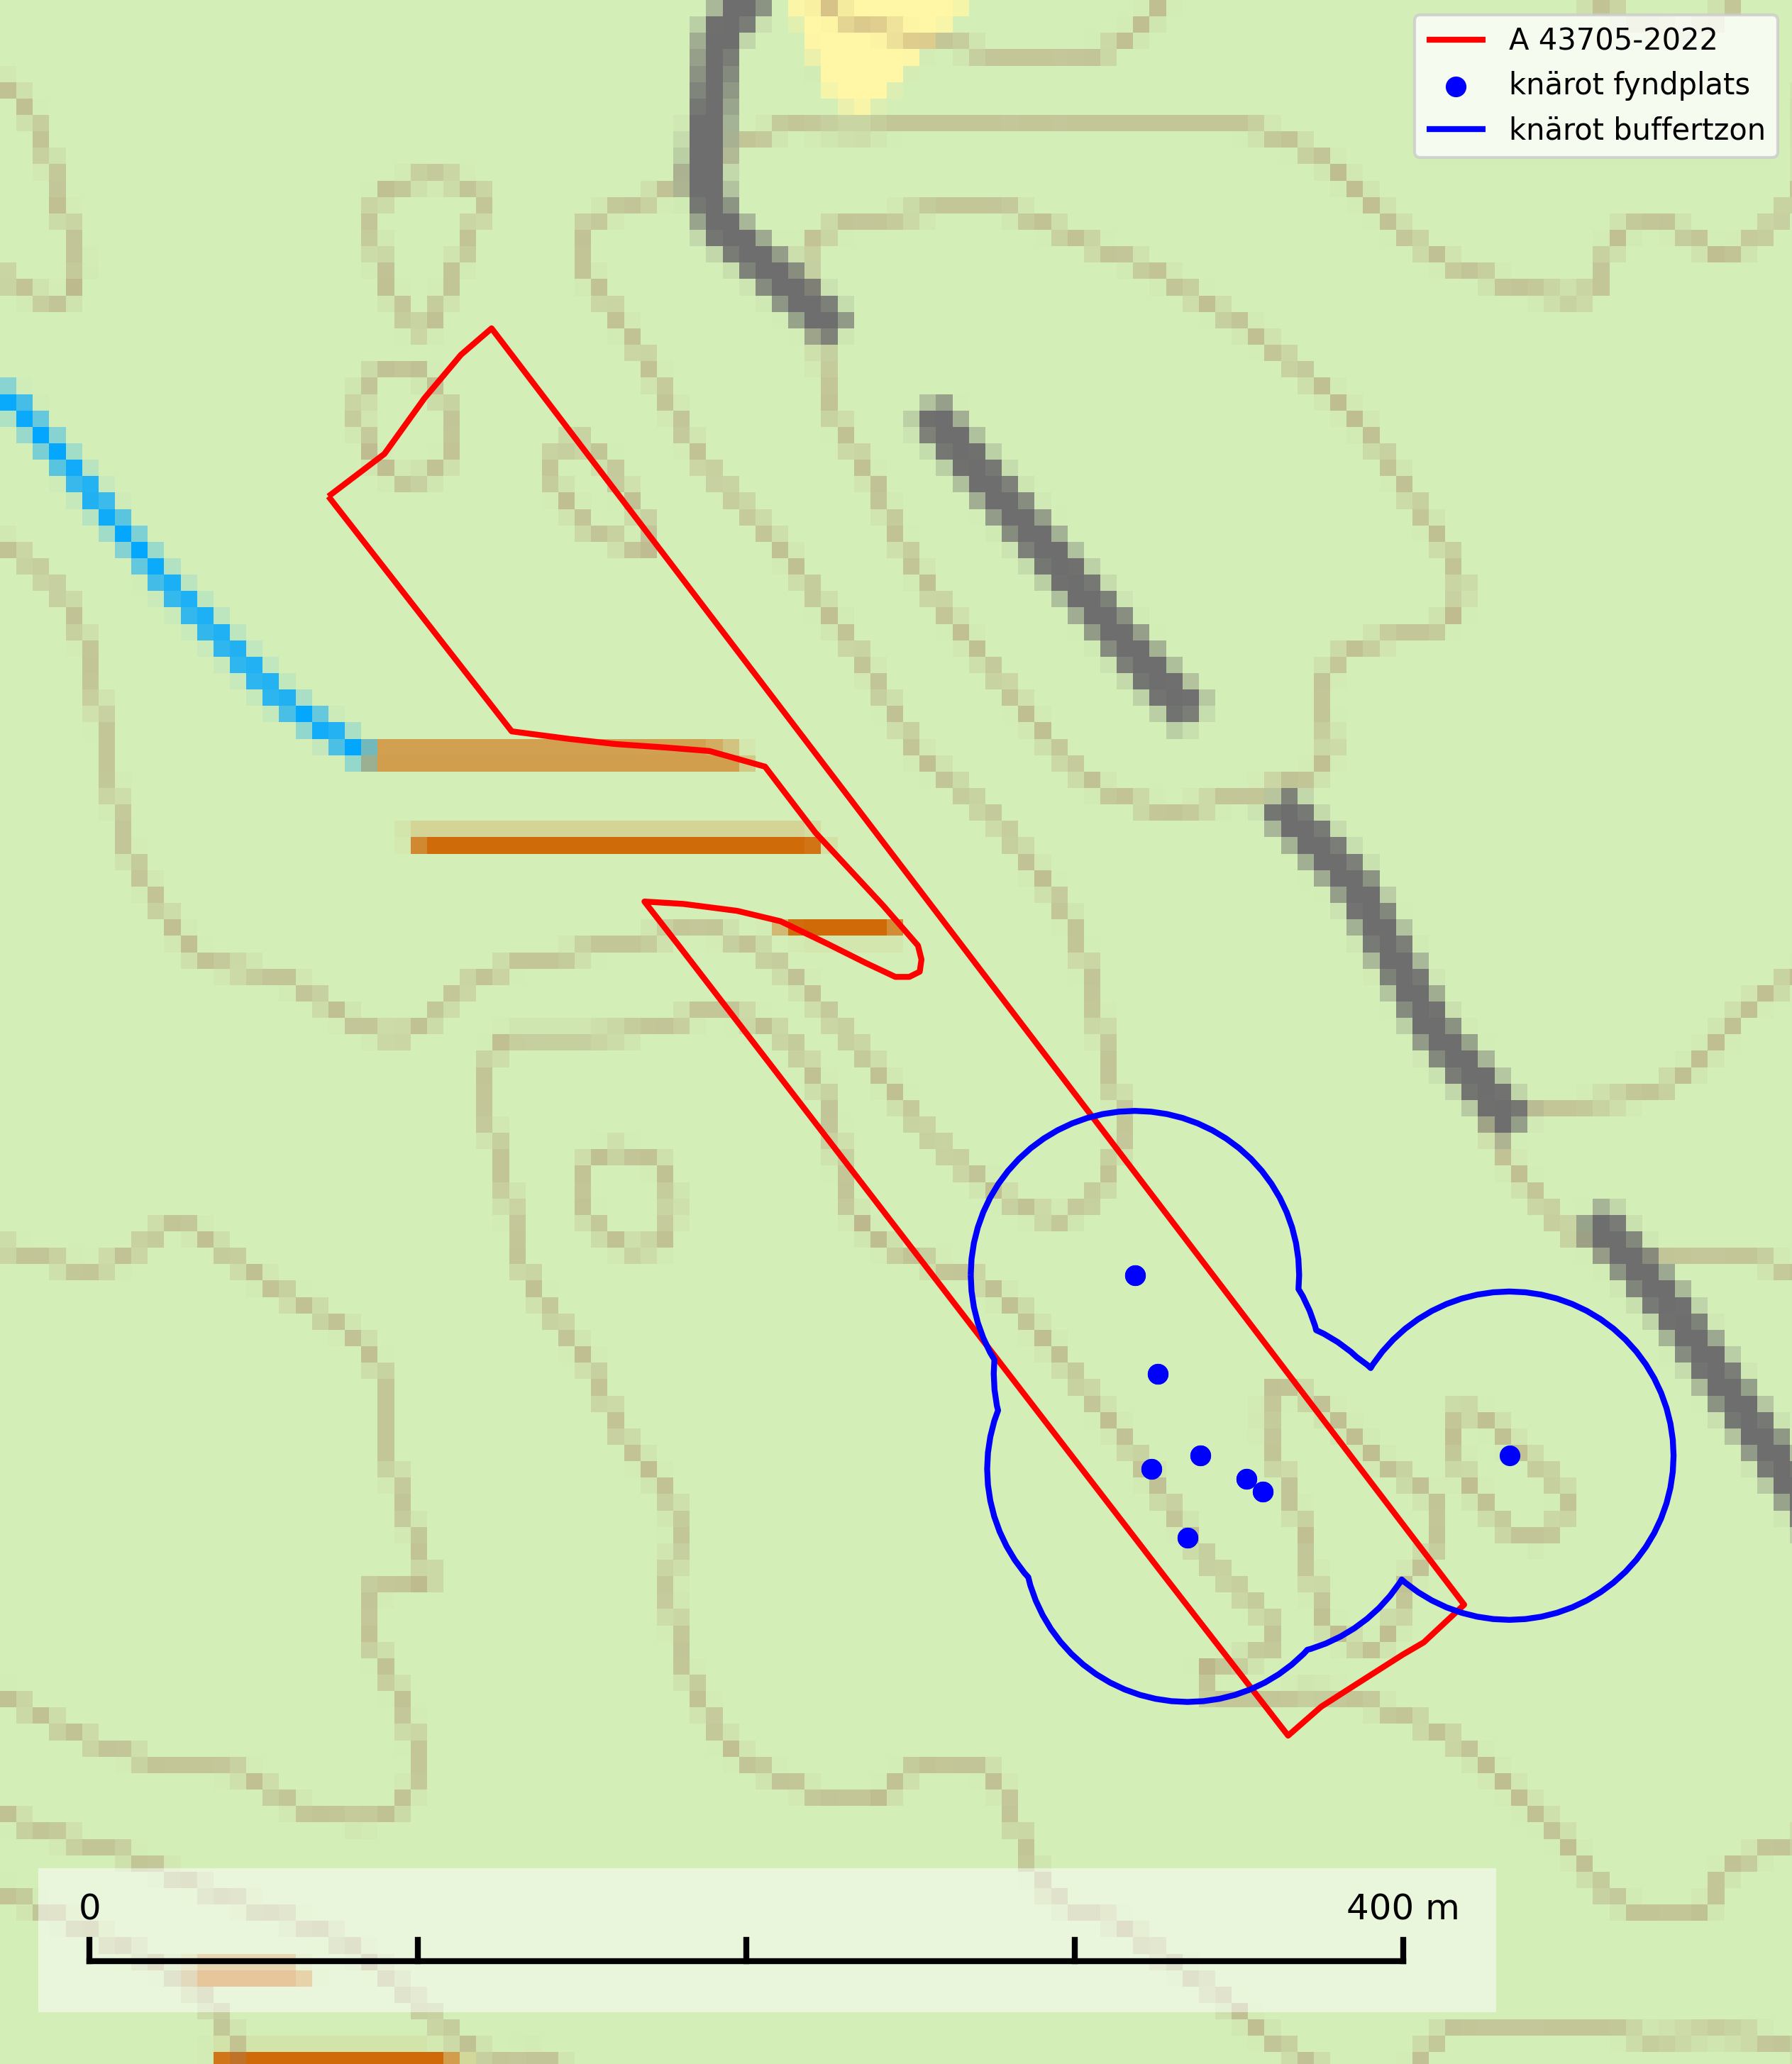 A 43705-2022
knärot fyndplats
knärot buffertzon
0 400 m